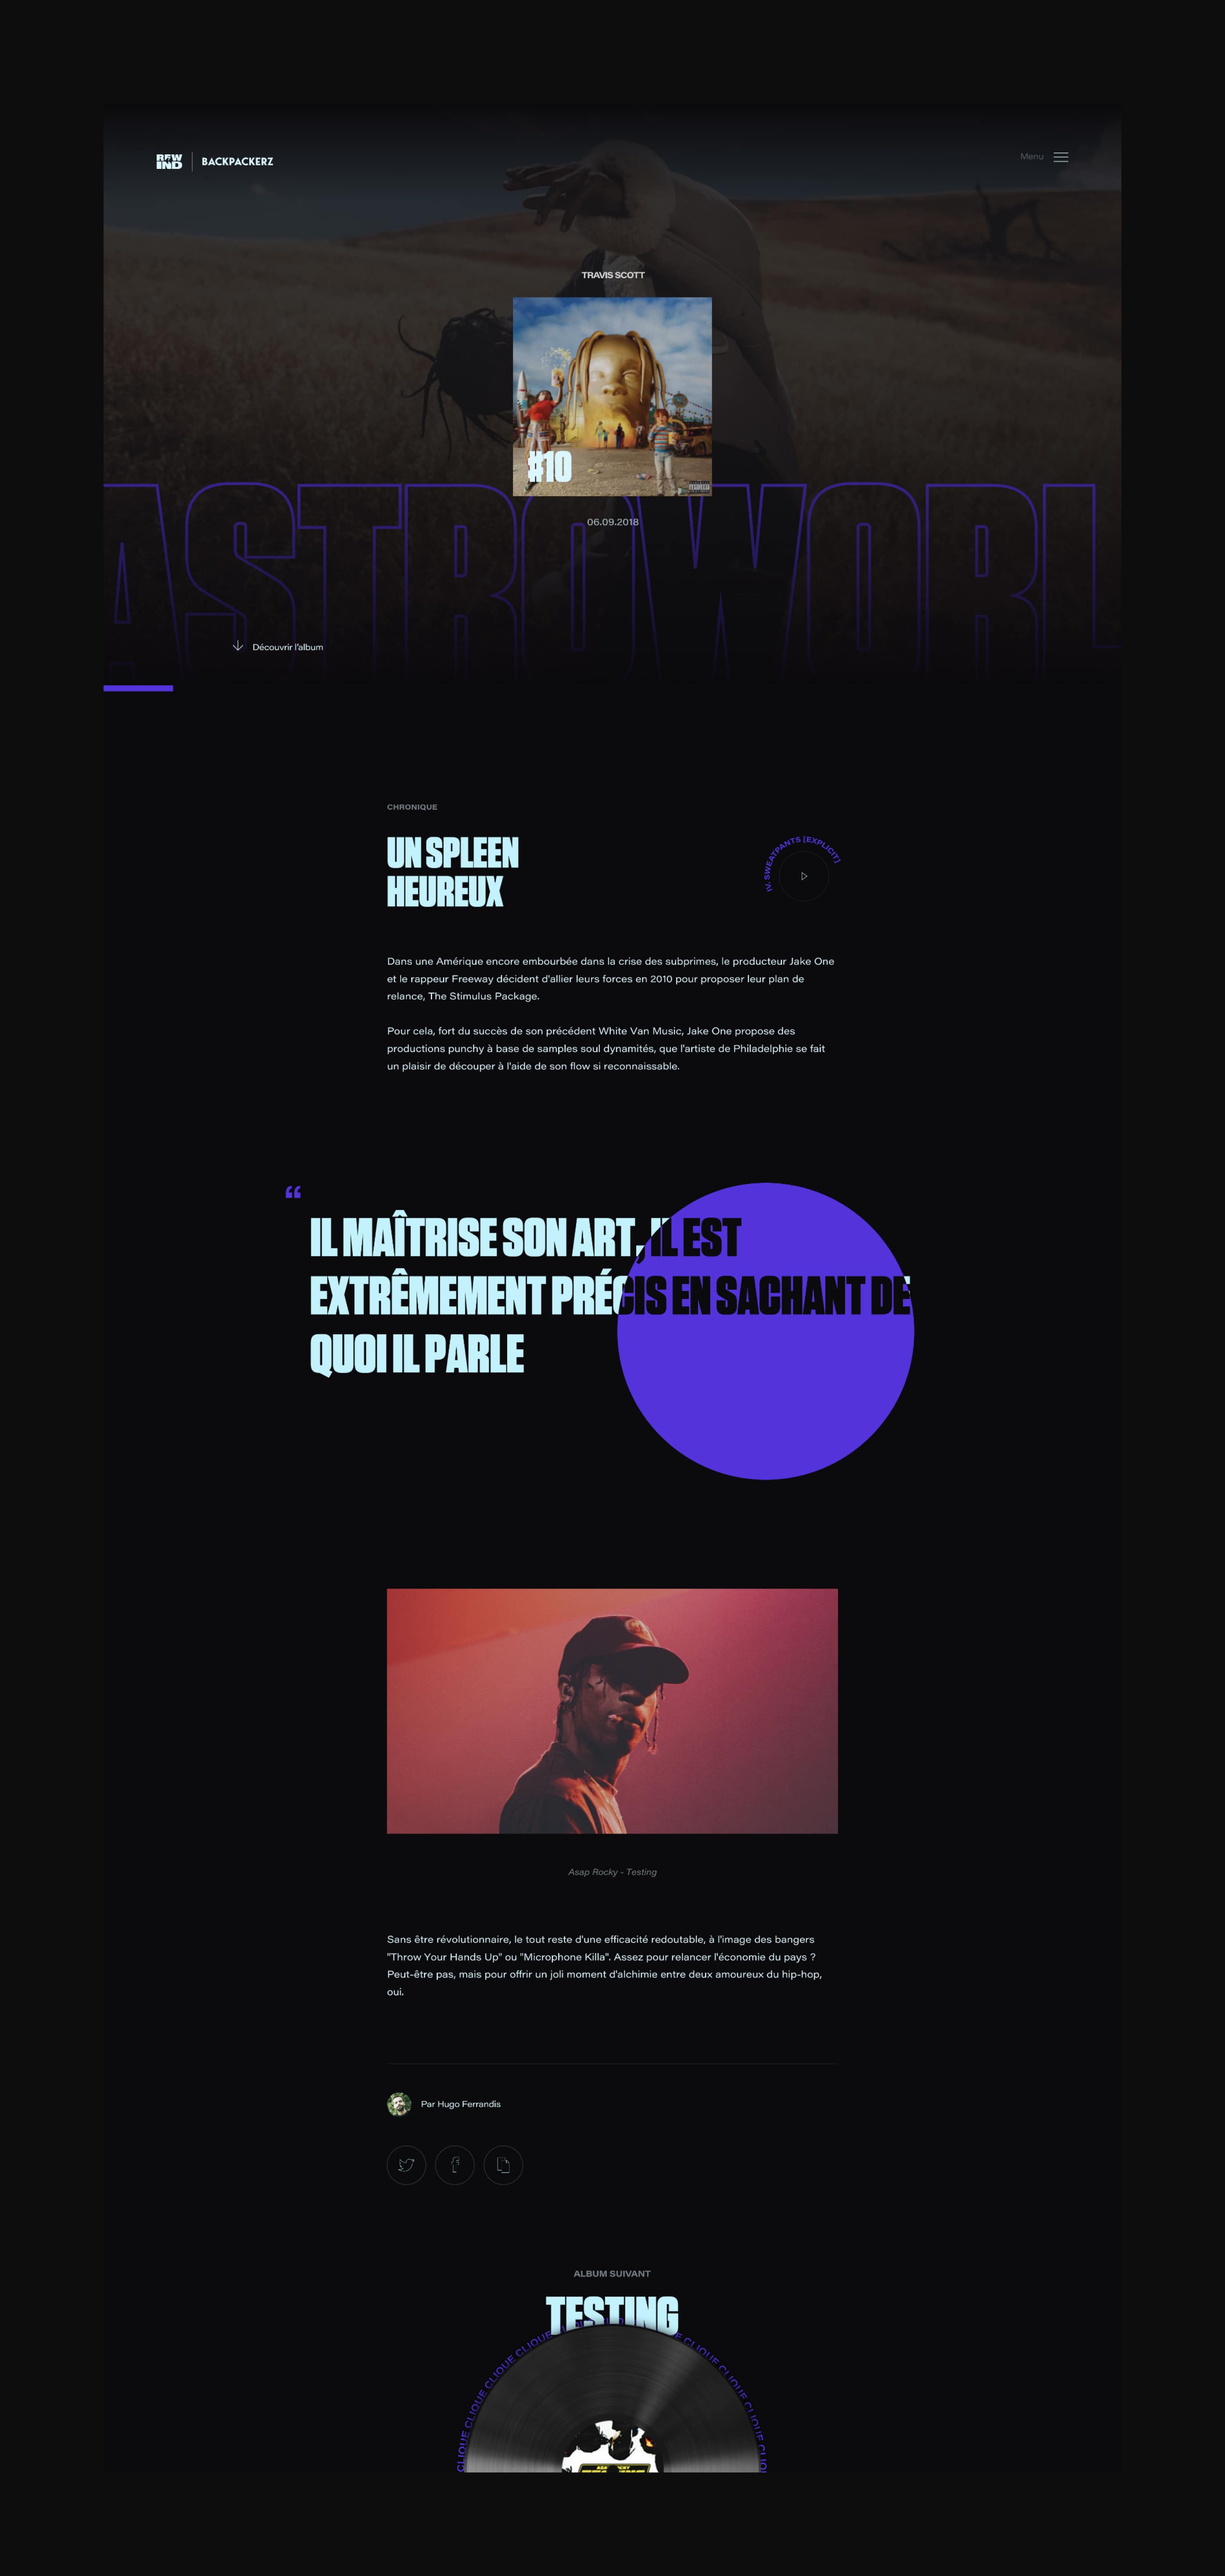 REW
IND
BACKPACKERZ
Menu
TRAVIS SCOTT
#10
06.09.2018
ASTROWORL
Découvrir l'album
CHRONIQUE
UN SPLEEN
HEUREUX
IV. SWEATPANTS [EXPLICIT]
Dans une Amérique encore embourbée dans la crise des subprimes, le producteur Jake One
et le rappeur Freeway décident d'allier leurs forces en 2010 pour proposer leur plan de
relance, The Stimulus Package.
Pour cela, fort du succès de son précédent White Van Music, Jake One propose des
productions punchy à base de samples soul dynamités, que l'artiste de Philadelphie se fait
un plaisir de découper à l'aide de son flow si reconnaissable.
“
IL MAÎTRISE SON ART, IL EST
EXTRÊMEMENT PRÉCIS EN SACHANT DE
QUOI IL PARLE
Asap Rocky - Testing
Sans être révolutionnaire, le tout reste d'une efficacité redoutable, à l'image des bangers
"Throw Your Hands Up" ou "Microphone Killa". Assez pour relancer l'économie du pays ?
Peut-être pas, mais pour offrir un joli moment d'alchimie entre deux amoureux du hip-hop,
oui.
Par Hugo Ferrandis
ALBUM SUIVANT
TESTING
CLIQUE CLIQUE CLIQUE CLIQUE CLIQUE CLIQUE CLIQUE CLIQUE